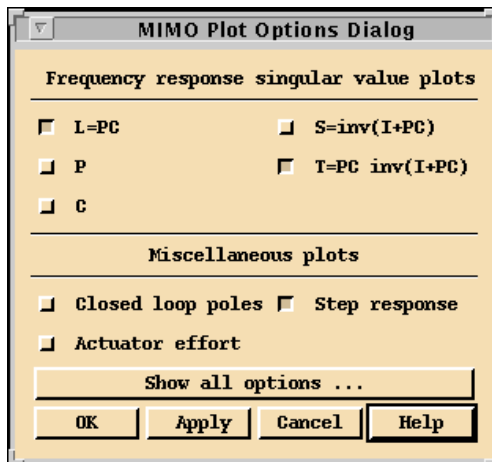 MIMO Plot Options Dialog
Frequency response singular value plots
L=PC S=inv(I+PC)
P T=PC inv(I+PC)
C
Miscellaneous plots
Closed loop poles Step response
Actuator effort
Show all options ...
OK Apply Cancel Help